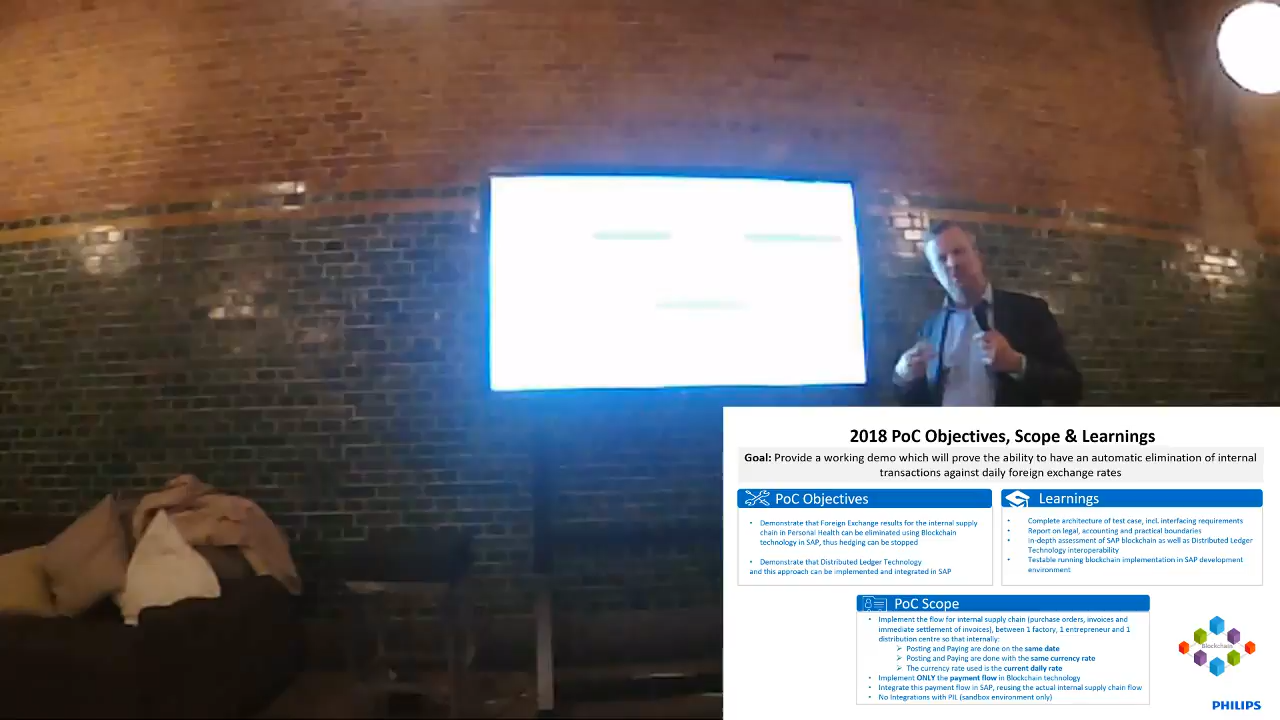 2018 PoC Objectives, Scope & Learnings
Goal: Provide a working demo which will prove the ability to have an automatic elimination of internal
transactions against daily foreign exchange rates
PoC Objectives
• Demonstrate that Foreign Exchange results for the internal supply
chain in Personal Health can be eliminated using Blockchain
technology in SAP, thus hedging can be stopped
• Demonstrate that Distributed Ledger Technology
and this approach can be implemented and integrated in SAP
Learnings
• Complete architecture of test case, incl. interfacing requirements
• Report on legal, accounting and practical boundaries
• In-depth assessment of SAP blockchain as well as Distributed Ledger
Technology interoperability
• Testable running blockchain implementation in SAP development
environment
PoC Scope
• Implement the flow for internal supply chain (purchase orders, invoices and
immediate settlement of invoices), between 1 factory, 1 entrepreneur and 1
distribution centre so that internally:
➢ Posting and Paying are done on the same date
➢ Posting and Paying are done with the same currency rate
➢ The currency rate used is the current daily rate
• Implement ONLY the payment flow in Blockchain technology
• Integrate this payment flow in SAP, reusing the actual internal supply chain flow
• No Integrations with PIL (sandbox environment only)
Blockchain
PHILIPS